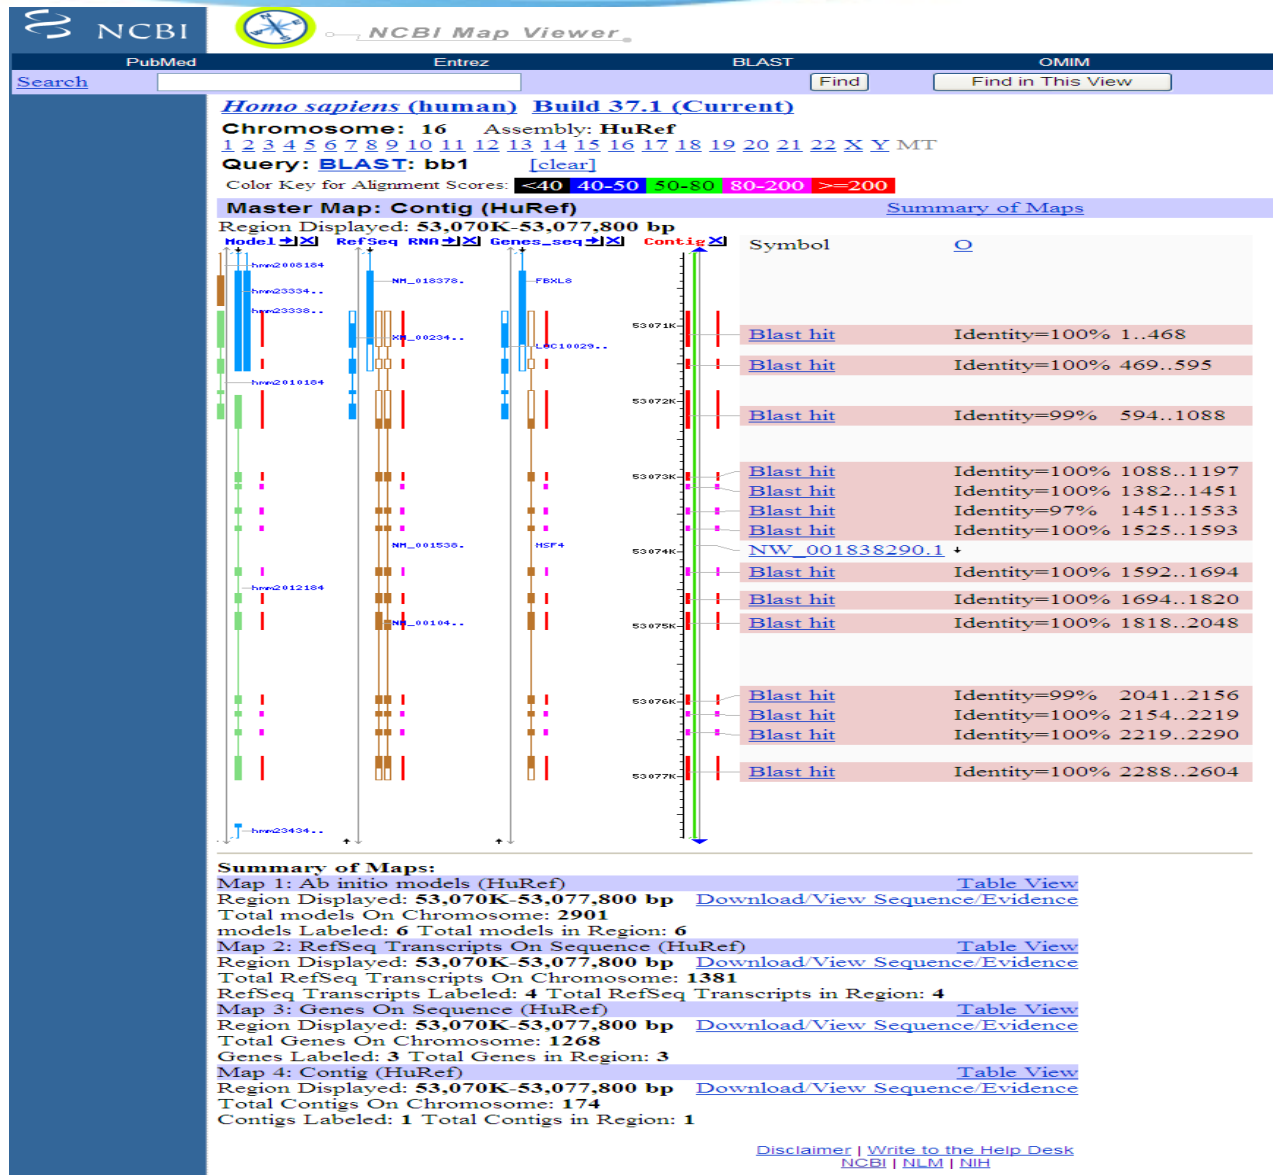 NCBI
NCBI Map Viewer
PubMed Entrez BLAST OMIM
Search Find Find in This View
Homo sapiens (human) Build 37.1 (Current)
Chromosome: 16 Assembly: HuRef
1 2 3 4 5 6 7 8 9 10 11 12 13 14 15 16 17 18 19 20 21 22 X Y MT
Query: BLAST: bb1 [clear]
Color Key for Alignment Scores: <40 40-50 50-80 80-200 >=200
Master Map: Contig (HuRef) Summary of Maps
Region Displayed: 53,070K-53,077,800 bp
Model RefSeq RNA Genes_seq Contig Symbol O
hmm2008184
NM_018378. FBXL8
hmm23334..
hmm23338..
53071K
Blast hit Identity=100% 1..468
XM_00234.. LOC10029..
Blast hit Identity=100% 469..595
hmm2010184
53072K
Blast hit Identity=99% 594..1088
53073K
Blast hit Identity=100% 1088..1197
Blast hit Identity=100% 1382..1451
Blast hit Identity=97% 1451..1533
Blast hit Identity=100% 1525..1593
NM_001538. HSF4 53074K NW_001838290.1
Blast hit Identity=100% 1592..1694
hmm2012184
Blast hit Identity=100% 1694..1820
NM_00104.. 53075K Blast hit Identity=100% 1818..2048
53076K Blast hit Identity=99% 2041..2156
Blast hit Identity=100% 2154..2219
Blast hit Identity=100% 2219..2290
53077K Blast hit Identity=100% 2288..2604
hmm23434..
Summary of Maps:
Map 1: Ab initio models (HuRef) Table View
Region Displayed: 53,070K-53,077,800 bp Download/View Sequence/Evidence
Total models On Chromosome: 2901
models Labeled: 6 Total models in Region: 6
Map 2: RefSeq Transcripts On Sequence (HuRef) Table View
Region Displayed: 53,070K-53,077,800 bp Download/View Sequence/Evidence
Total RefSeq Transcripts On Chromosome: 1381
RefSeq Transcripts Labeled: 4 Total RefSeq Transcripts in Region: 4
Map 3: Genes On Sequence (HuRef) Table View
Region Displayed: 53,070K-53,077,800 bp Download/View Sequence/Evidence
Total Genes On Chromosome: 1268
Genes Labeled: 3 Total Genes in Region: 3
Map 4: Contig (HuRef) Table View
Region Displayed: 53,070K-53,077,800 bp Download/View Sequence/Evidence
Total Contigs On Chromosome: 174
Contigs Labeled: 1 Total Contigs in Region: 1
Disclaimer | Write to the Help Desk
NCBI | NLM | NIH